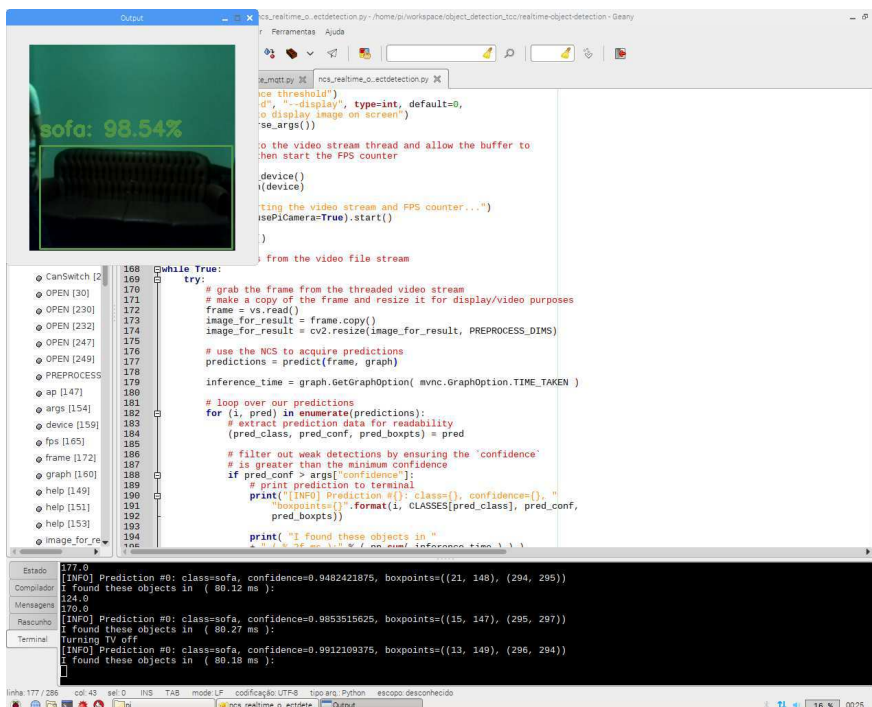 Output
ncs_realtime_o..ectdetection.py - /home/pi/workspace/object_detection_tcc/realtime-object-detection - Geany
r Ferramentas Ajuda
te_mqtt.py
ncs_realtime_o..ectdetection.py
sofa: 98.54%
nce threshold")
d", "--display", type=int, default=0,
to display image on screen")
rse_args())
to the video stream thread and allow the buffer to
then start the FPS counter
device()
(device)
rting the video stream and FPS counter...")
usePiCamera=True).start()
)
s from the video file stream
168 while True:
169 try:
170 # grab the frame from the threaded video stream
171 # make a copy of the frame and resize it for display/video purposes
172 frame = vs.read()
173 image_for_result = frame.copy()
174 image_for_result = cv2.resize(image_for_result, PREPROCESS_DIMS)
175
176 # use the NCS to acquire predictions
177 predictions = predict(frame, graph)
178
179 inference_time = graph.GetGraphOption( mvnc.GraphOption.TIME_TAKEN )
180
181 # loop over our predictions
182 for (i, pred) in enumerate(predictions):
183 # extract prediction data for readability
184 (pred_class, pred_conf, pred_boxpts) = pred
185
186 # filter out weak detections by ensuring the `confidence`
187 # is greater than the minimum confidence
188 if pred_conf > args["confidence"]:
189 # print prediction to terminal
190 print("[INFO] Prediction #{}: class={}, confidence={}, "
191 "boxpoints={}".format(i, CLASSES[pred_class], pred_conf,
192 pred_boxpts))
193
194 print( "I found these objects in "
195 + " ( %.2f ms ):" % ( np.sum( inference_time ) ) )
CanSwitch [2
OPEN [30]
OPEN [230]
OPEN [232]
OPEN [247]
OPEN [249]
PREPROCESS
ap [147]
args [154]
device [159]
fps [165]
frame [172]
graph [160]
help [149]
help [151]
help [153]
image_for_re
Estado
Compilador
Mensagens
Rascunho
Terminal
177.0
[INFO] Prediction #0: class=sofa, confidence=0.9482421875, boxpoints=((21, 148), (294, 295))
I found these objects in ( 80.12 ms ):
124.0
170.0
[INFO] Prediction #0: class=sofa, confidence=0.9853515625, boxpoints=((15, 147), (295, 297))
I found these objects in ( 80.27 ms ):
Turning TV off
[INFO] Prediction #0: class=sofa, confidence=0.9912109375, boxpoints=((13, 149), (296, 294))
I found these objects in ( 80.18 ms ):
linha: 177 / 286 col: 43 sel: 0 INS TAB mode: LF codificação: UTF-8 tipo arq.: Python escopo: desconhecido
pi
ncs_realtime_o_ectdete...
Output
16 %
00:25